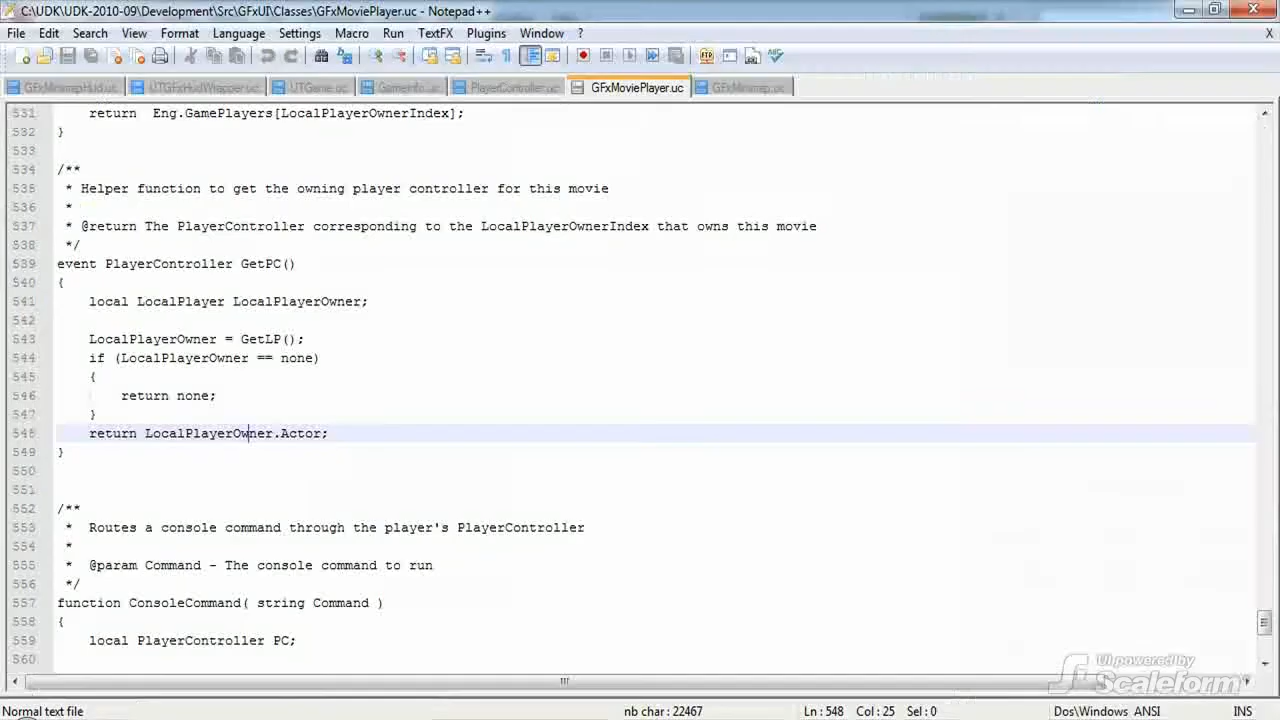 C:\UDK\UDK-2010-09\Development\Src\GFxUI\Classes\GFxMoviePlayer.uc - Notepad++
File Edit Search View Format Language Settings Macro Run TextFX Plugins Window ? X
GFxMinimapHud.uc UTGFxHudWrapper.uc UTGame.uc GameInfo.uc PlayerController.uc GFxMoviePlayer.uc GFxMinimap.uc
531 return  Eng.GamePlayers[LocalPlayerOwnerIndex];
532 }
533
534 /**
535  * Helper function to get the owning player controller for this movie
536  *
537  * @return The PlayerController corresponding to the LocalPlayerOwnerIndex that owns this movie
538  */
539 event PlayerController GetPC()
540 {
541     local LocalPlayer LocalPlayerOwner;
542
543     LocalPlayerOwner = GetLP();
544     if (LocalPlayerOwner == none)
545     {
546         return none;
547     }
548     return LocalPlayerOwner.Actor;
549 }
550
551
552 /**
553  *  Routes a console command through the player's PlayerController
554  *
555  *  @param Command - The console command to run
556  */
557 function ConsoleCommand( string Command )
558 {
559     local PlayerController PC;
560
UI powered by
Scaleform
Normal text file nb char : 22467 Ln : 548 Col : 25 Sel : 0 Dos\Windows ANSI INS